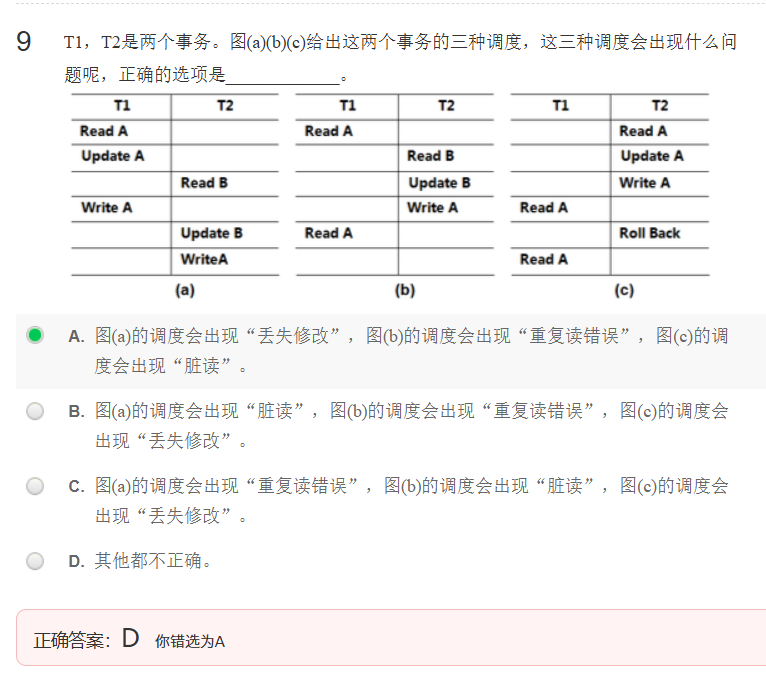 9
T1，T2是两个事务。图(a)(b)(c)给出这两个事务的三种调度，这三种调度会出现什么问
题呢，正确的选项是____________。
T1 T2 T1 T2 T1 T2
Read A Read A Read A
Update A Read B Update A
Read B Update B Write A
Write A Write A Read A
Update B Read A Roll Back
WriteA Read A
(a) (b) (c)
A. 图(a)的调度会出现“丢失修改”，图(b)的调度会出现“重复读错误”，图(c)的调
度会出现“脏读”。
B. 图(a)的调度会出现“脏读”，图(b)的调度会出现“重复读错误”，图(c)的调度会
出现“丢失修改”。
C. 图(a)的调度会出现“重复读错误”，图(b)的调度会出现“脏读”，图(c)的调度会
出现“丢失修改”。
D. 其他都不正确。
正确答案：D 你错选为A